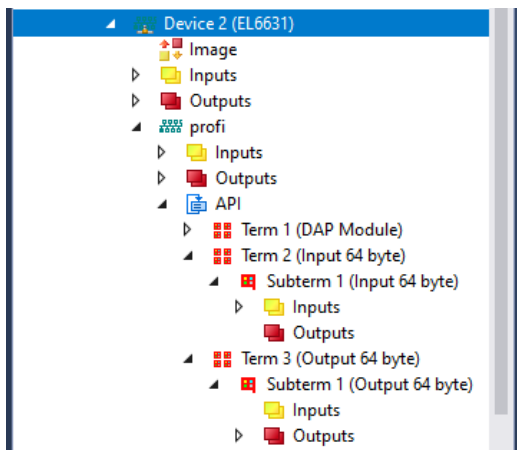 Device 2 (EL6631)
Image
Inputs
Outputs
profi
Inputs
Outputs
API
Term 1 (DAP Module)
Term 2 (Input 64 byte)
Subterm 1 (Input 64 byte)
Inputs
Outputs
Term 3 (Output 64 byte)
Subterm 1 (Output 64 byte)
Inputs
Outputs